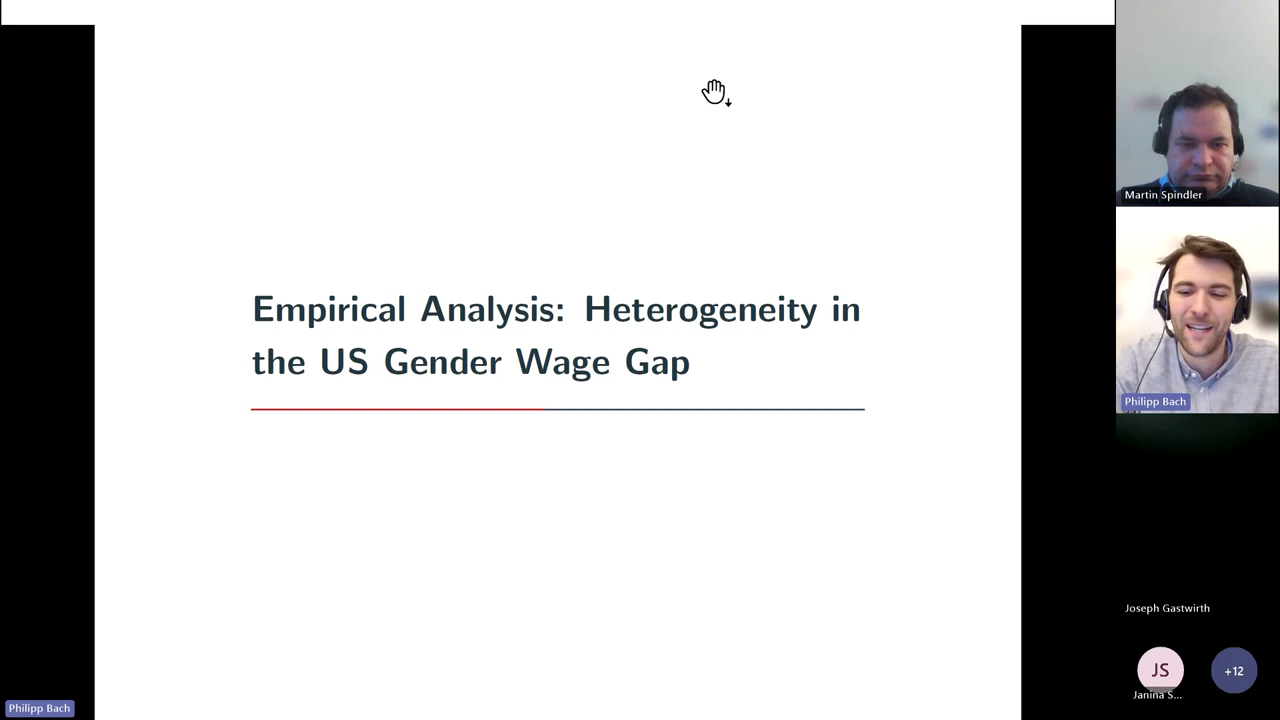 Empirical Analysis: Heterogeneity in
the US Gender Wage Gap
Martin Spindler
Philipp Bach
Joseph Gastwirth
JS
+12
Janina S...
Philipp Bach